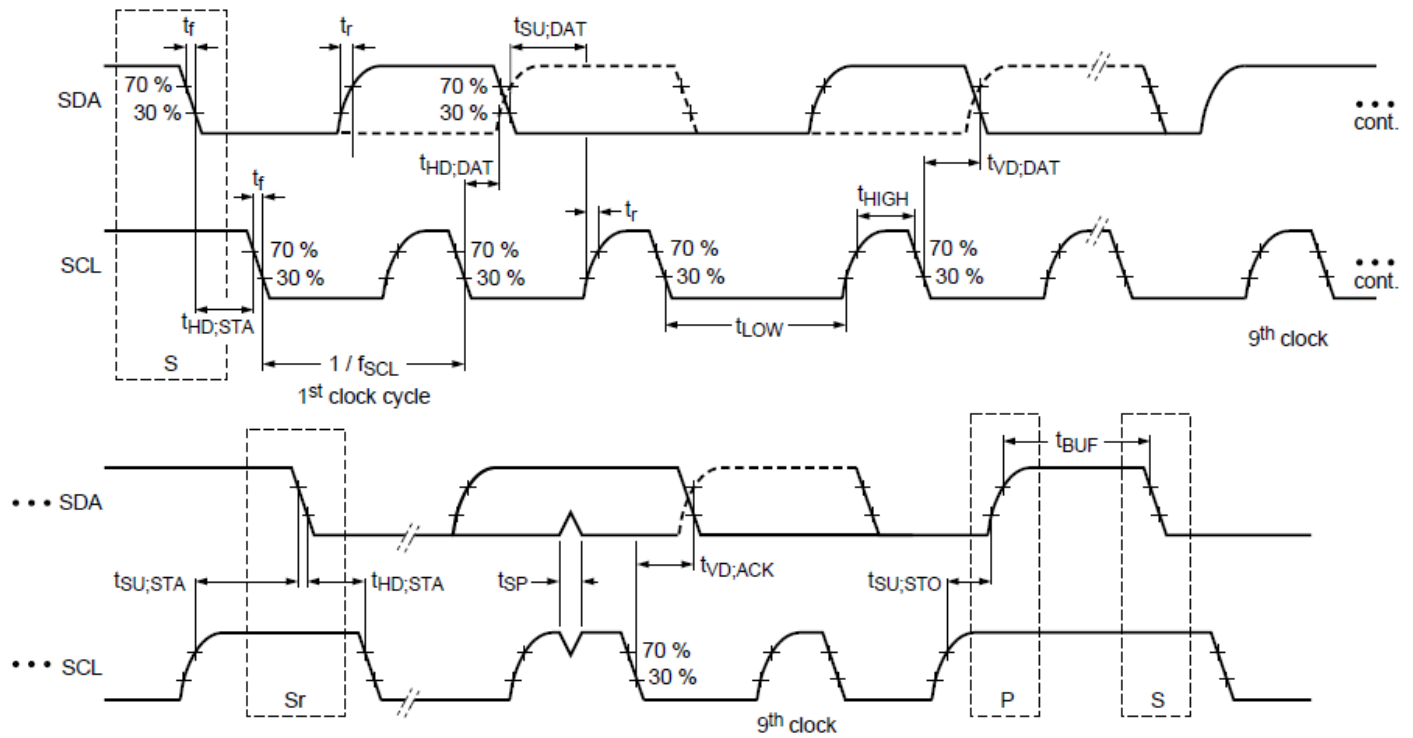 tf tr tSU;DAT
70 % 70 %
SDA
30 % 30 %
••• cont.
tHD;DAT tVD;DAT
tf tHIGH
tr
70 % 70 % 70 % 70 %
SCL
30 % 30 % 30 % 30 %
••• cont.
tHD;STA tLOW
9th clock
S 1 / fSCL
1st clock cycle
tBUF
••• SDA
tSU;STA tHD;STA tSP tVD;ACK tSU;STO
70 %
••• SCL
30 %
Sr P S
9th clock